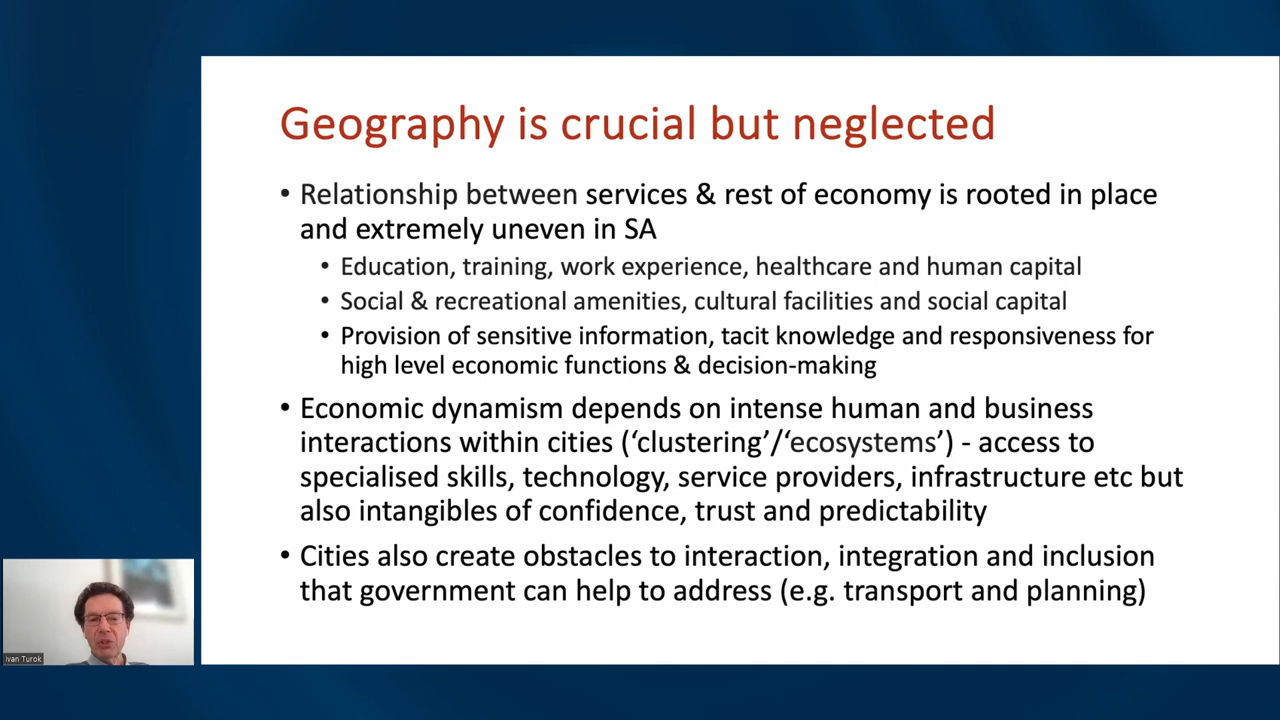 Geography is crucial but neglected
• Relationship between services & rest of economy is rooted in place
and extremely uneven in SA
• Education, training, work experience, healthcare and human capital
• Social & recreational amenities, cultural facilities and social capital
• Provision of sensitive information, tacit knowledge and responsiveness for
high level economic functions & decision-making
• Economic dynamism depends on intense human and business
interactions within cities (‘clustering’/‘ecosystems’) - access to
specialised skills, technology, service providers, infrastructure etc but
also intangibles of confidence, trust and predictability
• Cities also create obstacles to interaction, integration and inclusion
that government can help to address (e.g. transport and planning)
Ivan Turok